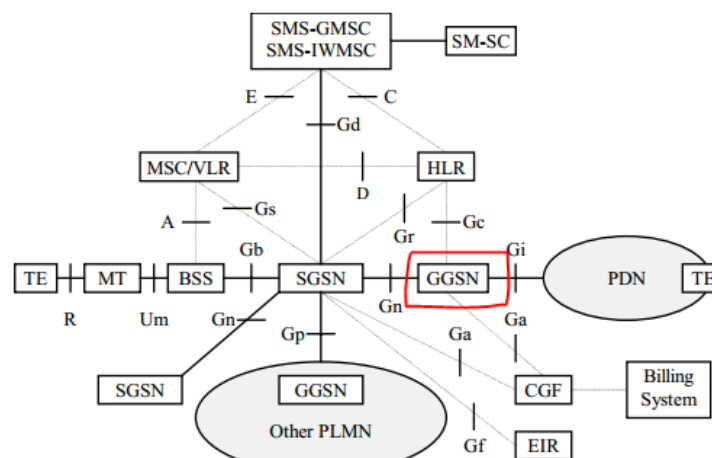 SMS-GMSC
SMS-IWMSC
SM-SC
E
C
Gd
MSC/VLR
HLR
D
Gs
A
Gr
Gc
Gb
Gi
TE
MT
BSS
SGSN
GGSN
PDN
TE
R
Um
Gn
Gn
Gp
Ga
Ga
SGSN
GGSN
CGF
Billing
System
Other PLMN
Gf
EIR